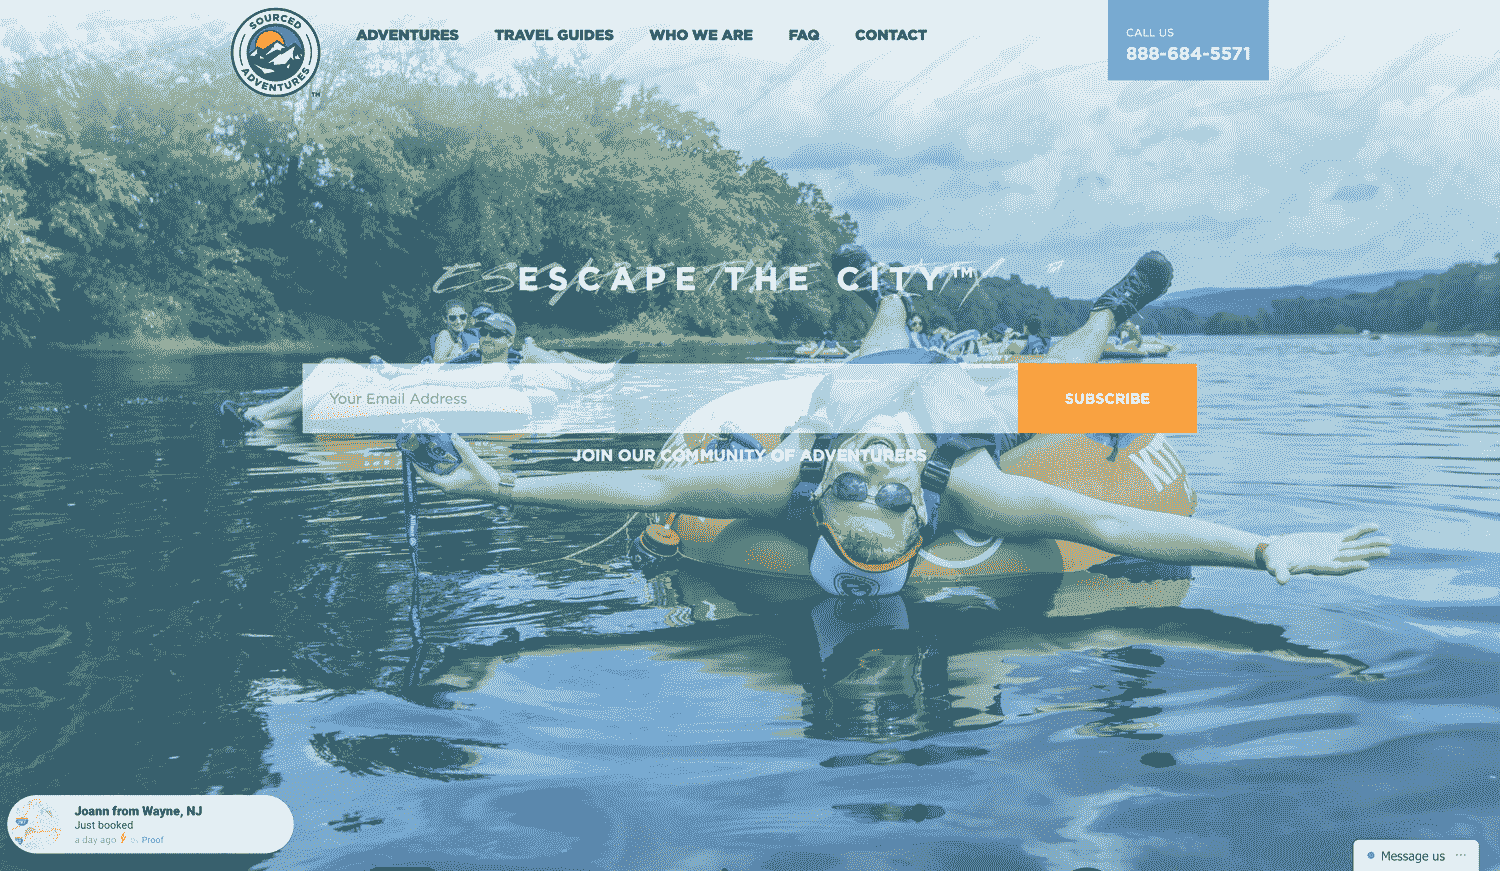 SOURCED
ADVENTURES
TM
ADVENTURES
TRAVEL GUIDES
WHO WE ARE
FAQ
CONTACT
CALL US
888-684-5571
ESCAPE THE CITY™
Your Email Address
SUBSCRIBE
JOIN OUR COMMUNITY OF ADVENTURERS
Joann from Wayne, NJ
Just booked
a day ago by Proof
Message us